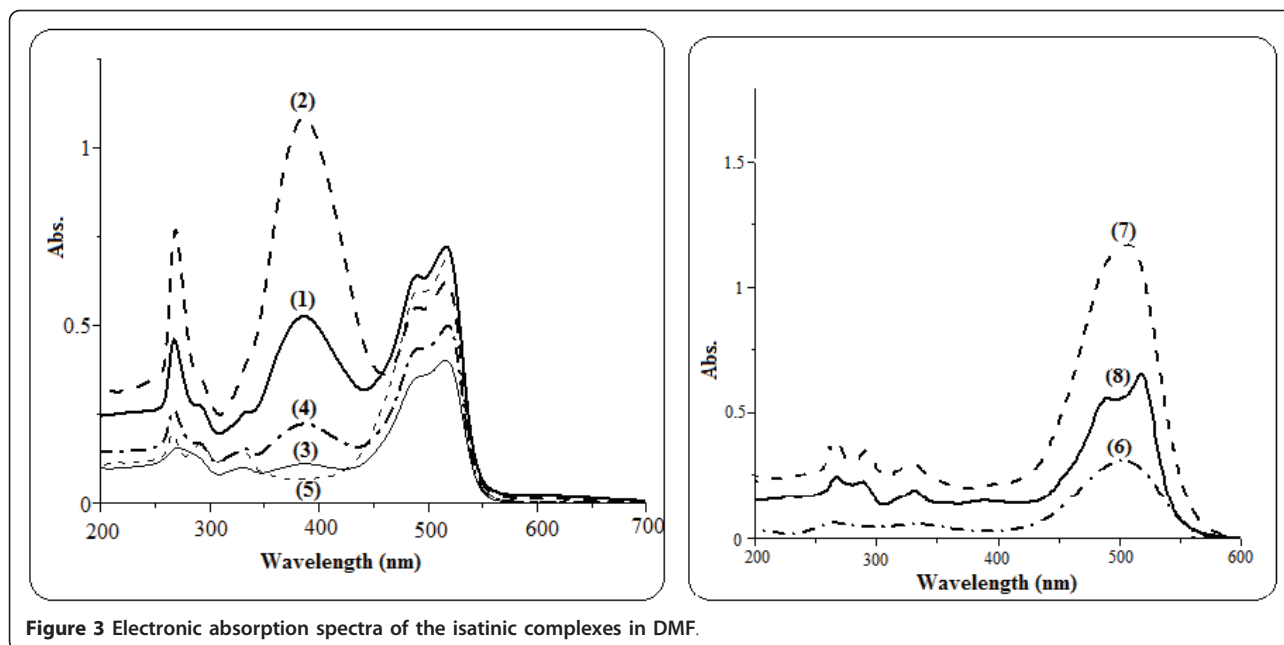 (2)
1
Abs.
(1)
0.5
(4)
(3)
(5)
0
200 300 400 500 600 700
Wavelength (nm)
1.5
(7)
1
Abs.
(8)
0.5
(6)
0
200 300 400 500 600
Wavelength (nm)
Figure 3 Electronic absorption spectra of the isatinic complexes in DMF.